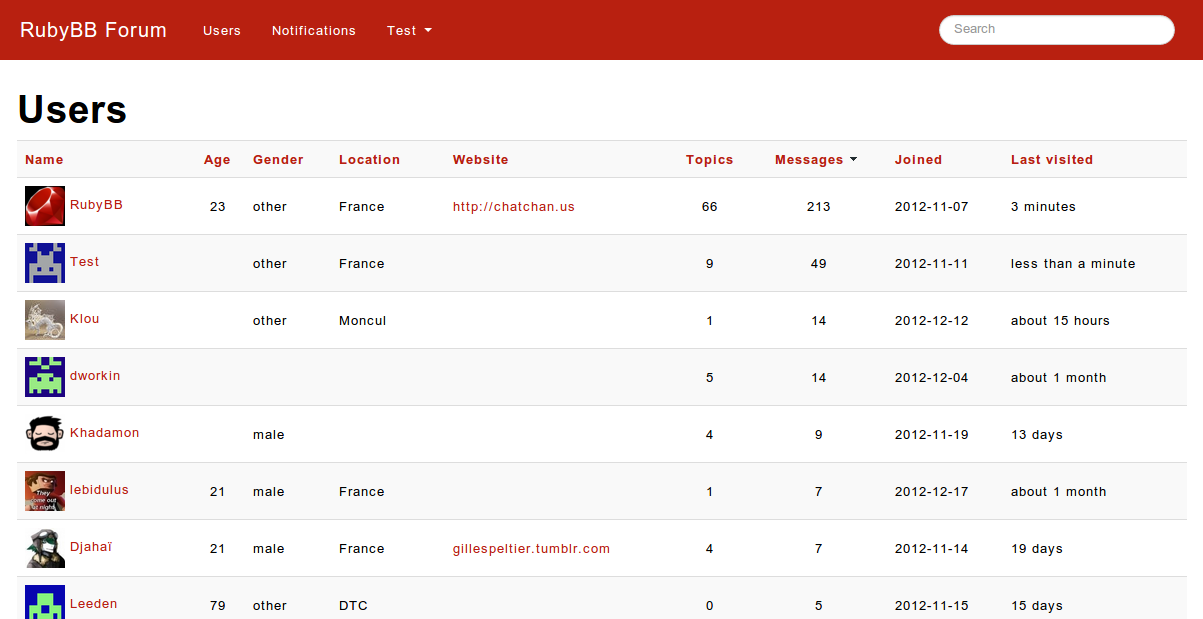 RubyBB Forum Users Notifications Test Search
Users
Name Age Gender Location Website Topics Messages Joined Last visited
RubyBB 23 other France http://chatchan.us 66 213 2012-11-07 3 minutes
Test other France 9 49 2012-11-11 less than a minute
Klou other Moncul 1 14 2012-12-12 about 15 hours
dworkin 5 14 2012-12-04 about 1 month
Khadamon male 4 9 2012-11-19 13 days
lebidulus 21 male France 1 7 2012-12-17 about 1 month
They
come out
at night
Djahaï 21 male France gillespeltier.tumblr.com 4 7 2012-11-14 19 days
Leeden 79 other DTC 0 5 2012-11-15 15 days